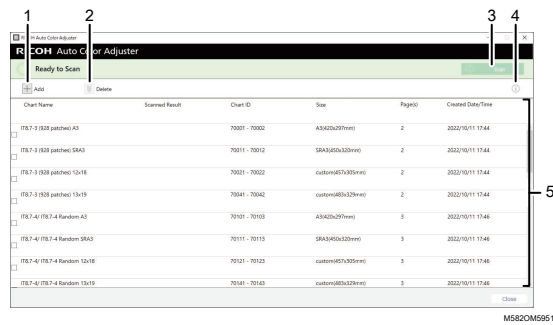 1 2 3 4
RICOH Auto Color Adjuster
RICOH Auto Color Adjuster
Ready to Scan
Add Delete
Chart Name Scanned Result Chart ID Size Page(s) Created Date/Time
IT8.7-3 (928 patches) A3 70001 - 70002 A3(420x297mm) 2 2022/10/11 17:44
IT8.7-3 (928 patches) SRA3 70011 - 70012 SRA3(450x320mm) 2 2022/10/11 17:44
IT8.7-3 (928 patches) 12x18 70021 - 70022 custom(457x305mm) 2 2022/10/11 17:44
5
IT8.7-3 (928 patches) 13x19 70041 - 70042 custom(483x329mm) 2 2022/10/11 17:44
IT8.7-4/ IT8.7-4 Random A3 70101 - 70103 A3(420x297mm) 3 2022/10/11 17:46
IT8.7-4/ IT8.7-4 Random SRA3 70111 - 70113 SRA3(450x320mm) 3 2022/10/11 17:46
IT8.7-4/ IT8.7-4 Random 12x18 70121 - 70123 custom(457x305mm) 3 2022/10/11 17:46
IT8.7-4/ IT8.7-4 Random 13x19 70141 - 70143 custom(483x329mm) 3 2022/10/11 17:46
Close
M582OM5951